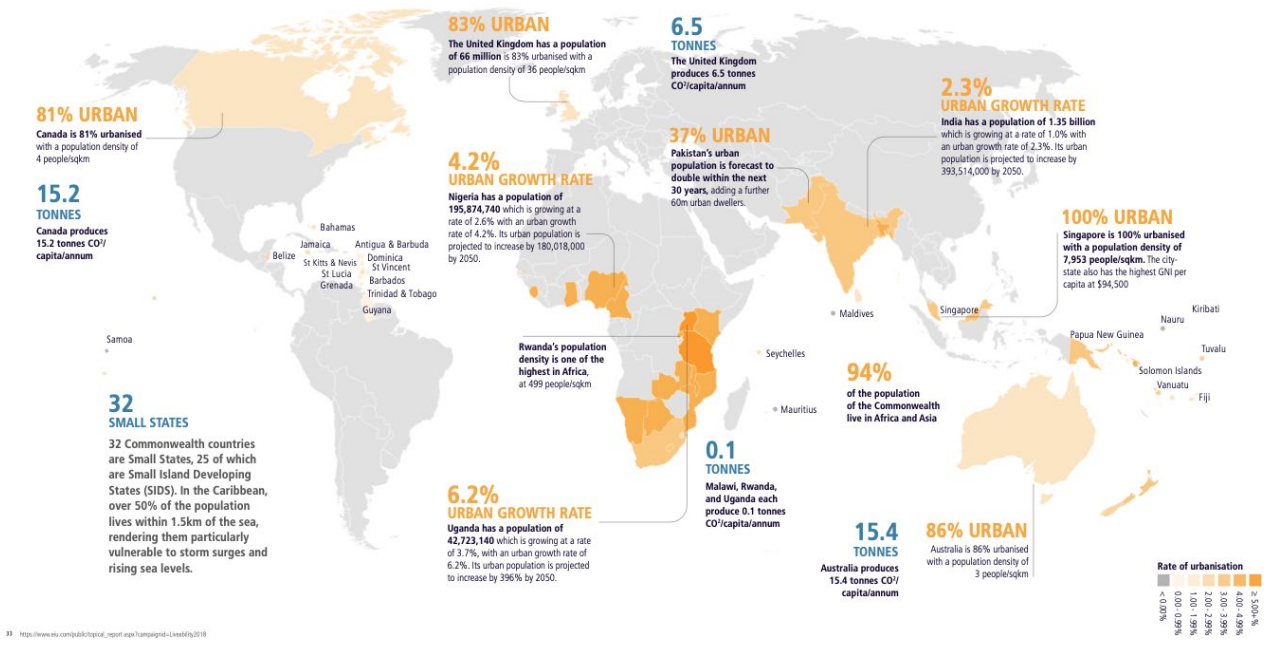 83% URBAN
The United Kingdom has a population
of 66 million is 83% urbanised with a
population density of 36 people/sqkm
6.5
TONNES
The United Kingdom
produces 6.5 tonnes
CO²/capita/annum
2.3%
URBAN GROWTH RATE
India has a population of 1.35 billion
which is growing at a rate of 1.0% with
an urban growth rate of 2.3%. Its urban
population is projected to increase by
393,514,000 by 2050.
81% URBAN
Canada is 81% urbanised
with a population density of
4 people/sqkm
15.2
TONNES
Canada produces
15.2 tonnes CO²/
capita/annum
4.2%
URBAN GROWTH RATE
Nigeria has a population of
195,874,740 which is growing at a
rate of 2.6% with an urban growth
rate of 4.2%. Its urban population is
projected to increase by 180,018,000
by 2050.
37% URBAN
Pakistan's urban
population is forecast to
double within the next
30 years, adding a further
60m urban dwellers.
100% URBAN
Singapore is 100% urbanised
with a population density of
7,953 people/sqkm. The city-
state also has the highest GNI per
capita at $94,500
Bahamas
Jamaica
Belize
Antigua & Barbuda
St Kitts & Nevis
Dominica
St Lucia
St Vincent
Grenada
Barbados
Trinidad & Tobago
Guyana
Samoa
Maldives
Singapore
Kiribati
Nauru
Papua New Guinea
Tuvalu
Solomon Islands
Vanuatu
Fiji
Seychelles
Mauritius
Rwanda's population
density is one of the
highest in Africa,
at 499 people/sqkm
94%
of the population
of the Commonwealth
live in Africa and Asia
32
SMALL STATES
32 Commonwealth countries
are Small States, 25 of which
are Small Island Developing
States (SIDS). In the Caribbean,
over 50% of the population
lives within 1.5km of the sea,
rendering them particularly
vulnerable to storm surges and
rising sea levels.
6.2%
URBAN GROWTH RATE
Uganda has a population of
42,723,140 which is growing at a rate
of 3.7%, with an urban growth rate of
6.2%. Its urban population is projected
to increase by 396% by 2050.
0.1
TONNES
Malawi, Rwanda,
and Uganda each
produce 0.1 tonnes
CO²/capita/annum
15.4
TONNES
Australia produces
15.4 tonnes CO²/
capita/annum
86% URBAN
Australia is 86% urbanised
with a population density of
3 people/sqkm
Rate of urbanisation
< 0.00%
0.00 - 0.99%
1.00 - 1.99%
2.00 - 2.99%
3.00 - 3.99%
4.00 - 4.99%
≥ 5.00+%
33 https://www.eiu.com/public/topical_report.aspx?campaignid=Liveability2018